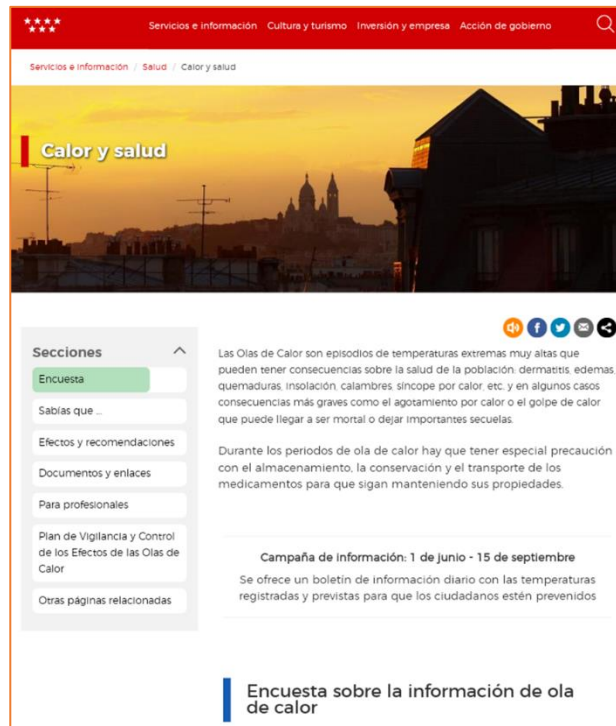 Servicios e información Cultura y turismo Inversión y empresa Acción de gobierno
Servicios e información / Salud / Calor y salud
Calor y salud
Secciones
Encuesta
Sabías que ...
Efectos y recomendaciones
Documentos y enlaces
Para profesionales
Plan de Vigilancia y Control
de los Efectos de las Olas de
Calor
Otras páginas relacionadas
Las Olas de Calor son episodios de temperaturas extremas muy altas que
pueden tener consecuencias sobre la salud de la población: dermatitis, edemas,
quemaduras, insolación, calambres, síncope por calor, etc, y en algunos casos
consecuencias más graves como el agotamiento por calor o el golpe de calor
que puede llegar a ser mortal o dejar importantes secuelas.
Durante los periodos de ola de calor hay que tener especial precaución
con el almacenamiento, la conservación y el transporte de los
medicamentos para que sigan manteniendo sus propiedades.
Campaña de información: 1 de junio - 15 de septiembre
Se ofrece un boletín de información diario con las temperaturas
registradas y previstas para que los ciudadanos estén prevenidos
Encuesta sobre la información de ola
de calor